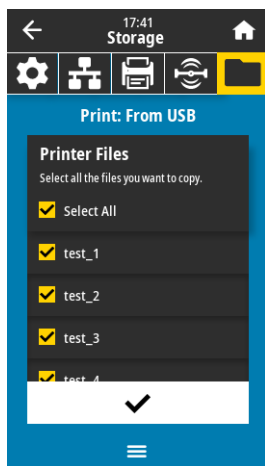 17:41
Storage
Print: From USB
Printer Files
Select all the files you want to copy.
Select All
test_1
test_2
test_3
test_4